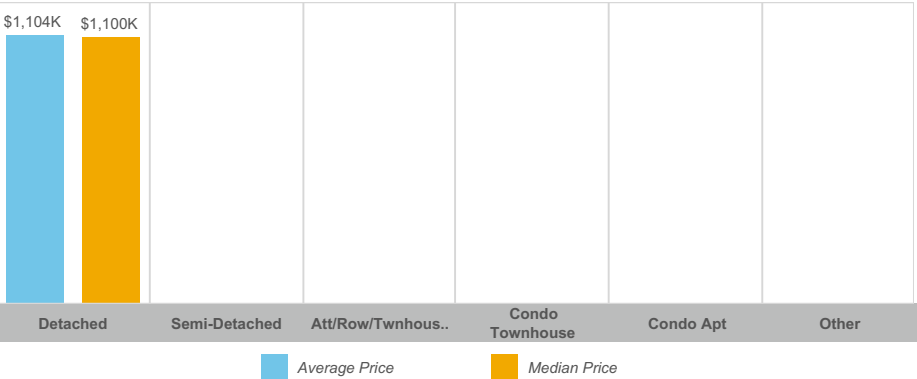 $1,104K $1,100K
Detached Semi-Detached Att/Row/Twnhous.. Condo Townhouse Condo Apt Other
Average Price Median Price